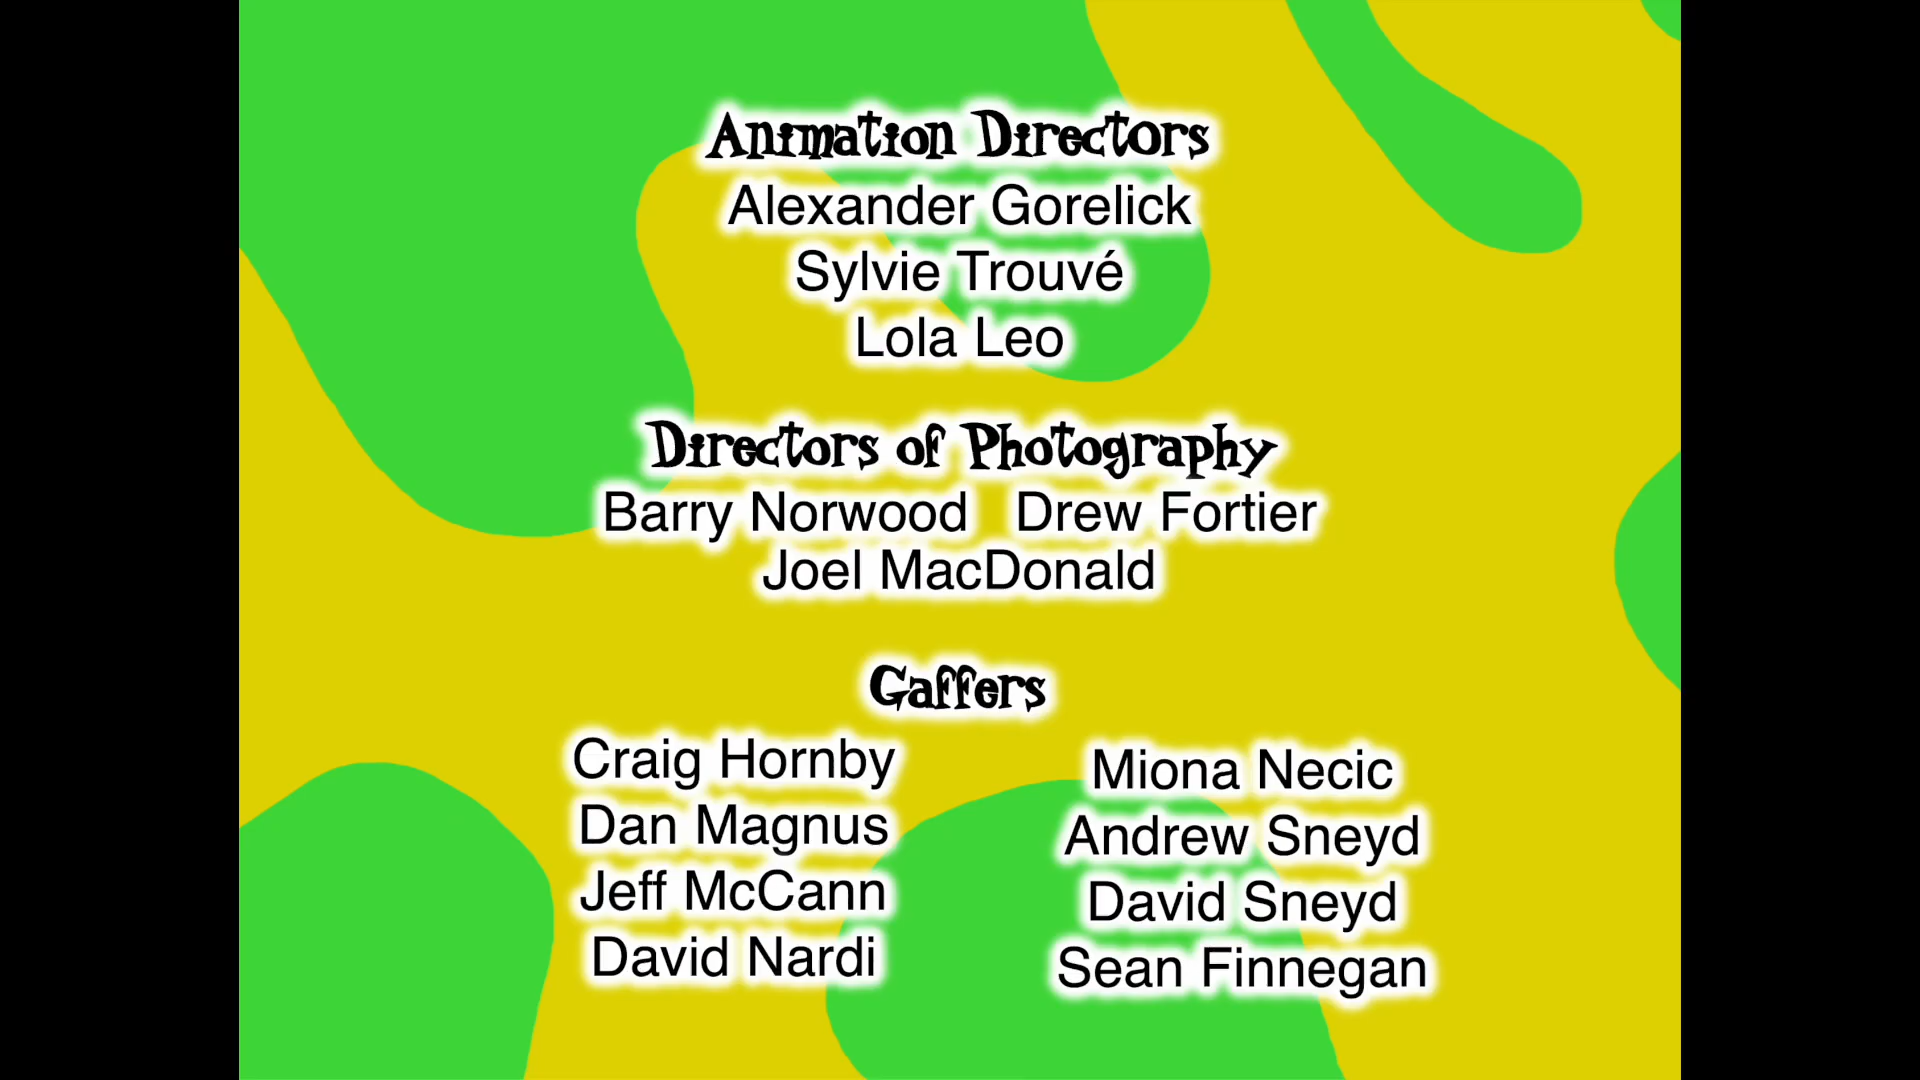 Animation Directors
Alexander Gorelick
Sylvie Trouvé
Lola Leo
Directors of Photography
Barry Norwood Drew Fortier
Joel MacDonald
Gaffers
Craig Hornby
Dan Magnus
Jeff McCann
David Nardi
Miona Necic
Andrew Sneyd
David Sneyd
Sean Finnegan